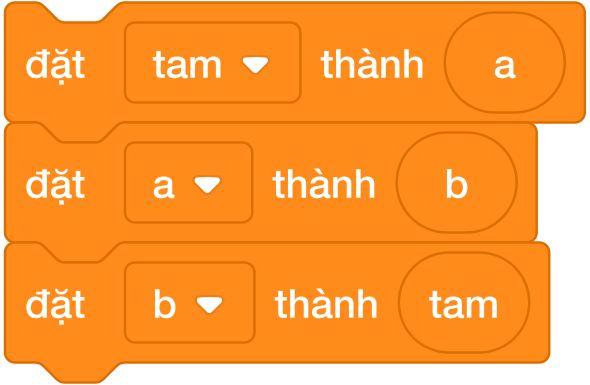 đặt tam thành a
đặt a thành b
đặt b thành tam